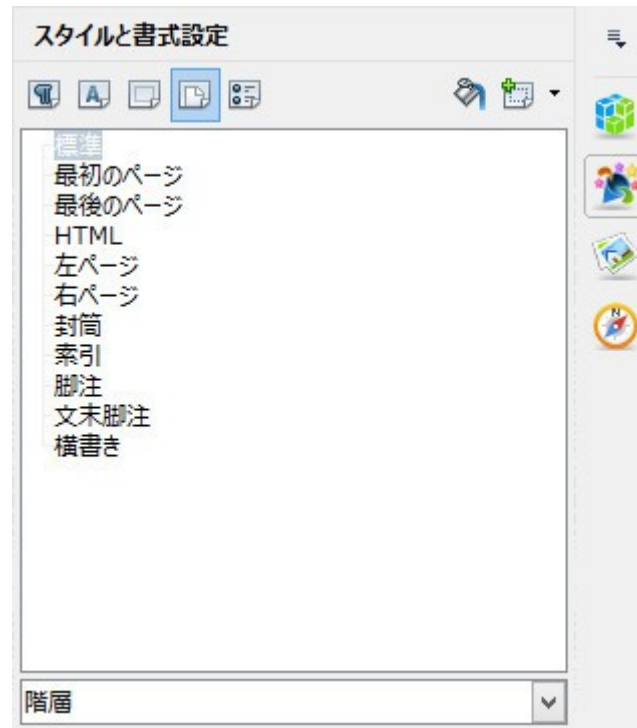 スタイルと書式設定
標準
最初のページ
最後のページ
HTML
左ページ
右ページ
封筒
索引
脚注
文末脚注
横書き
階層